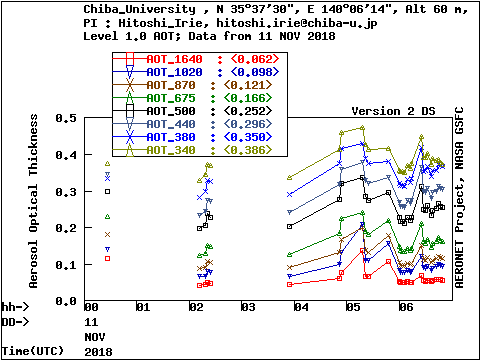 Chiba_University , N 35°37'30", E 140°06'14", Alt 60 m,
PI : Hitoshi_Irie, hitoshi.irie@chiba-u.jp
Level 1.0 AOT; Data from 11 NOV 2018
AOT_1640 : <0.062>
AOT_1020 : <0.098>
AOT_870 : <0.121>
AOT_675 : <0.166>
AOT_500 : <0.252>
AOT_440 : <0.296>
AOT_380 : <0.350>
AOT_340 : <0.386>
Version 2 DS
Aerosol Optical Thickness
AERONET Project, NASA GSFC
0.5
0.4
0.3
0.2
0.1
0.0
hh-> 00 01 02 03 04 05 06
DD-> 11
NOV
Time(UTC) 2018